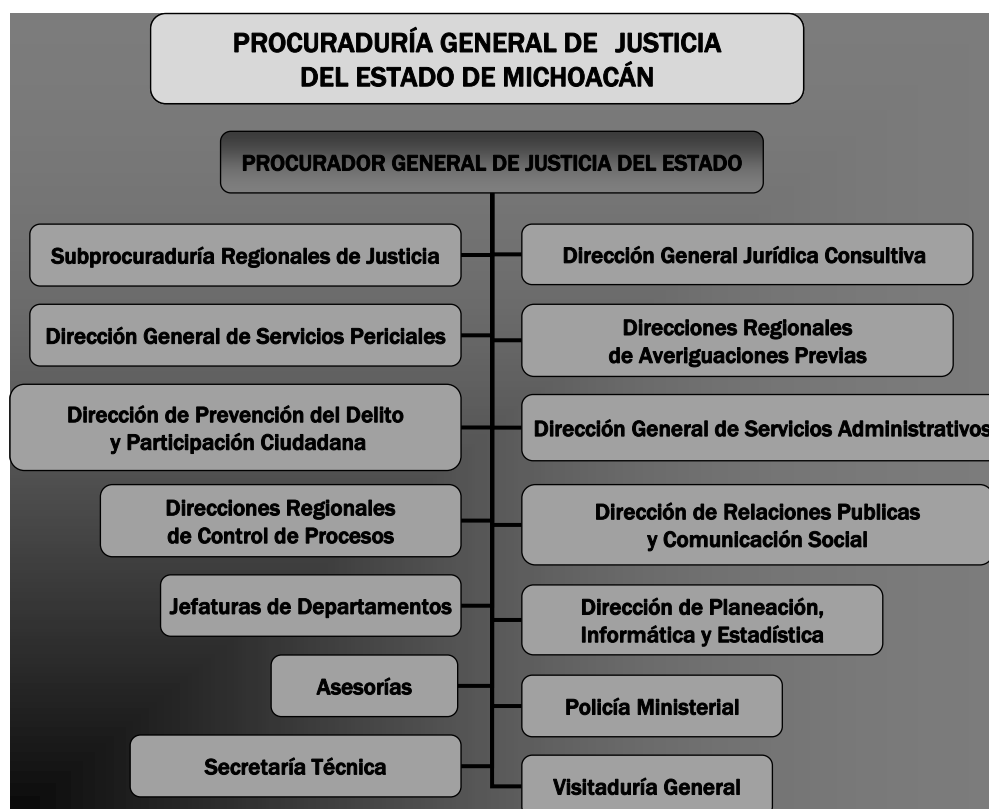 PROCURADURÍA GENERAL DE JUSTICIA
DEL ESTADO DE MICHOACÁN
PROCURADOR GENERAL DE JUSTICIA DEL ESTADO
Subprocuraduría Regionales de Justicia
Dirección General Jurídica Consultiva
Dirección General de Servicios Periciales
Direcciones Regionales
de Averiguaciones Previas
Dirección de Prevención del Delito
y Participación Ciudadana
Dirección General de Servicios Administrativos
Direcciones Regionales
de Control de Procesos
Dirección de Relaciones Publicas
y Comunicación Social
Jefaturas de Departamentos
Dirección de Planeación,
Informática y Estadística
Asesorías
Policía Ministerial
Secretaría Técnica
Visitaduría General